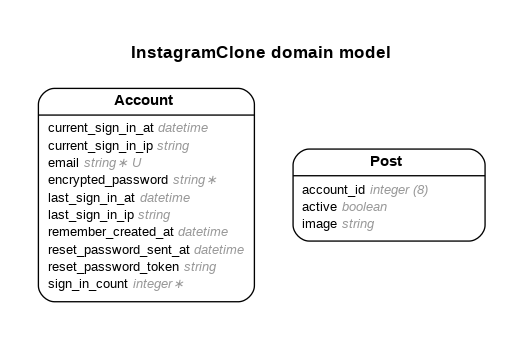 InstagramClone domain model
Account
current_sign_in_at datetime
current_sign_in_ip string
email string∗ U
encrypted_password string∗
last_sign_in_at datetime
last_sign_in_ip string
remember_created_at datetime
reset_password_sent_at datetime
reset_password_token string
sign_in_count integer∗
Post
account_id integer (8)
active boolean
image string